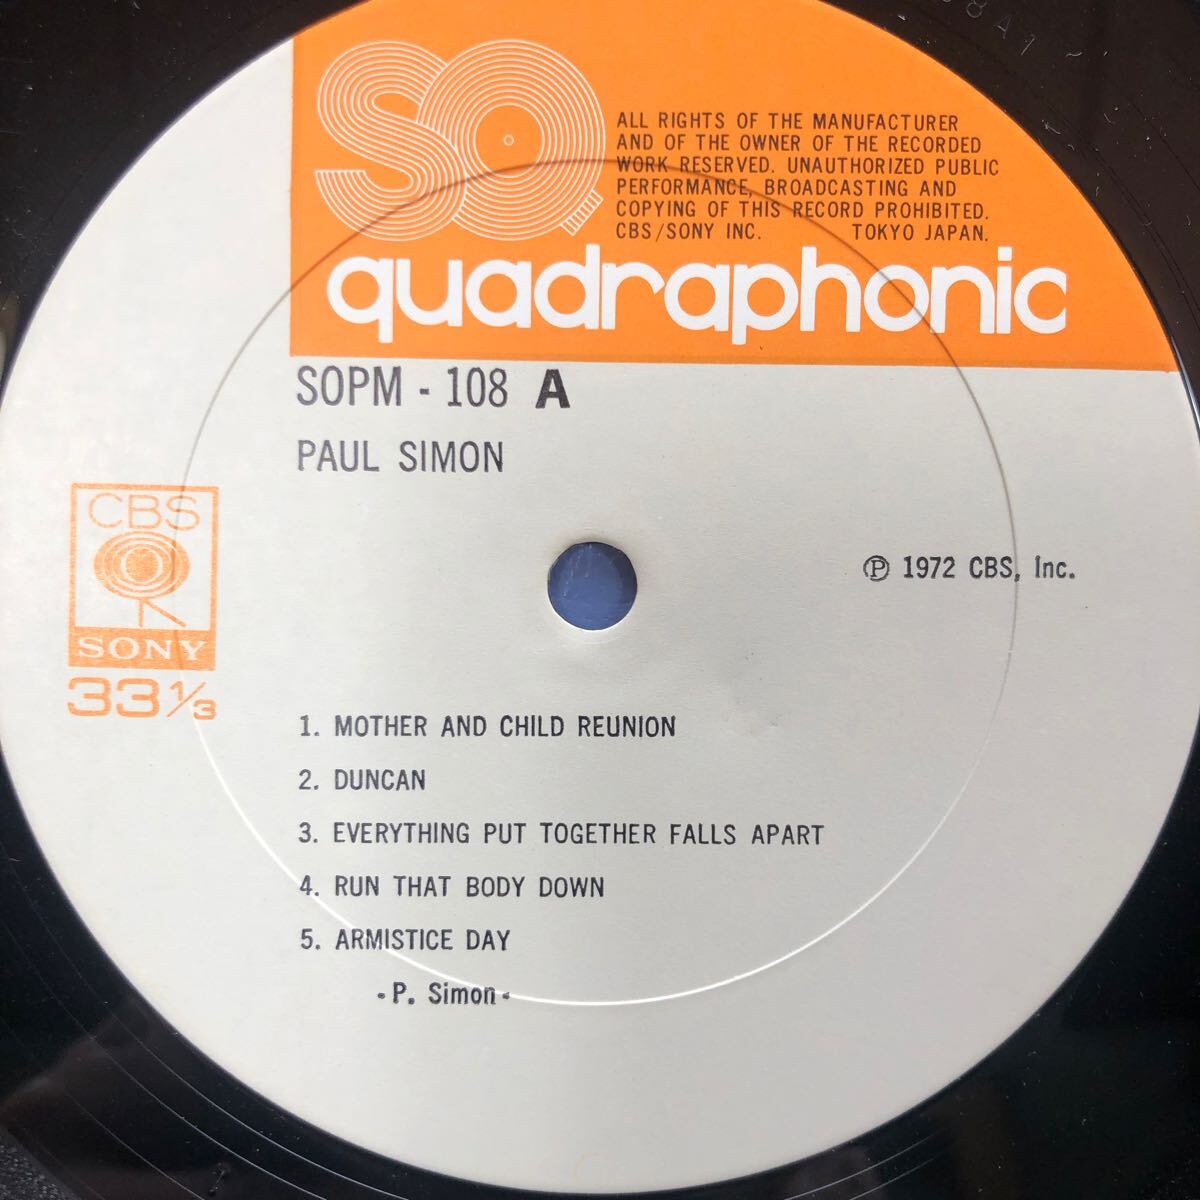 SQ
ALL RIGHTS OF THE MANUFACTURER
AND OF THE OWNER OF THE RECORDED
WORK RESERVED. UNAUTHORIZED PUBLIC
PERFORMANCE, BROADCASTING AND
COPYING OF THIS RECORD PROHIBITED.
CBS/SONY INC. TOKYO JAPAN.
quadraphonic
SOPM - 108 A
PAUL SIMON
CBS
SONY
33 1/3
Ⓟ 1972 CBS, Inc.
1. MOTHER AND CHILD REUNION
2. DUNCAN
3. EVERYTHING PUT TOGETHER FALLS APART
4. RUN THAT BODY DOWN
5. ARMISTICE DAY
- P. Simon -